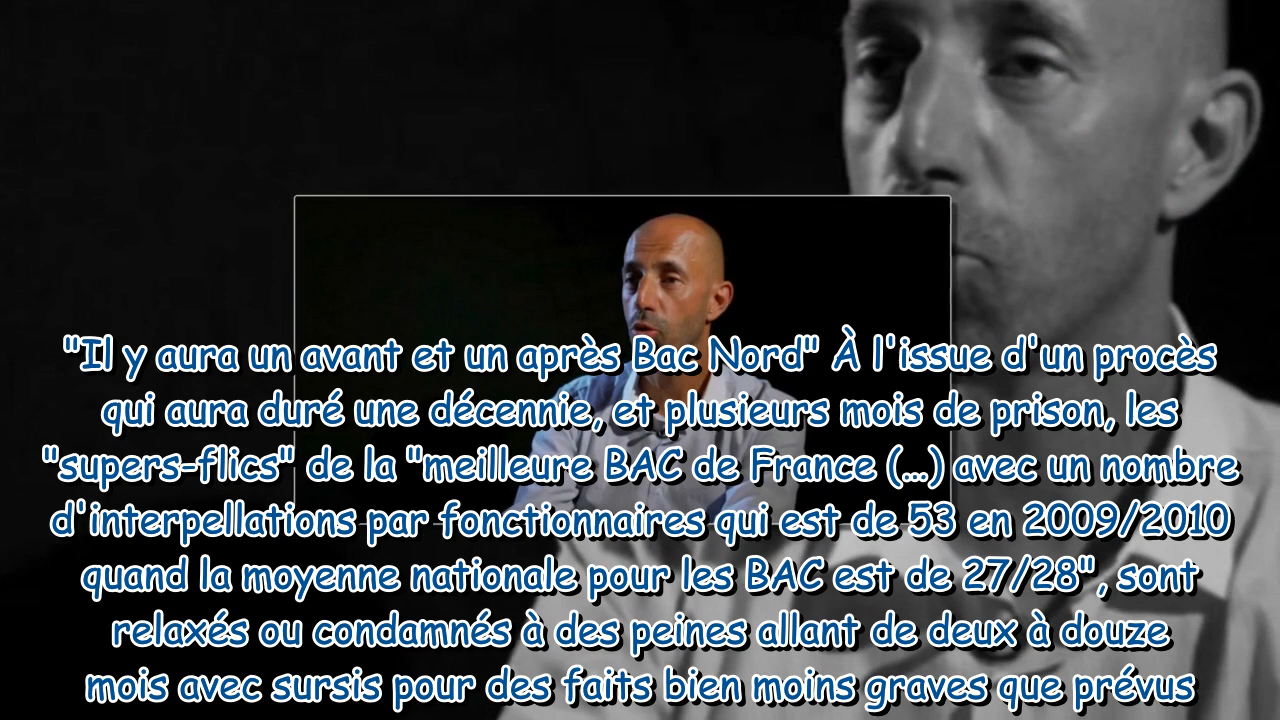 "Il y aura un avant et un après Bac Nord" À l'issue d'un procès
qui aura duré une décennie, et plusieurs mois de prison, les
"supers-flics" de la "meilleure BAC de France (...) avec un nombre
d'interpellations par fonctionnaires qui est de 53 en 2009/2010
quand la moyenne nationale pour les BAC est de 27/28", sont
relaxés ou condamnés à des peines allant de deux à douze
mois avec sursis pour des faits bien moins graves que prévus